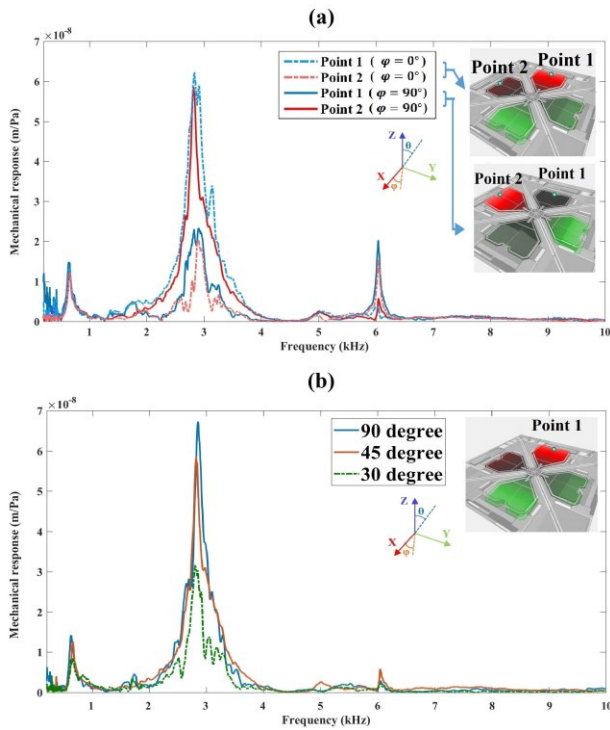 (a)
×10⁻⁸
7
6
5
4
3
2
1
0
Mechanical response (m/Pa)
Point 1 ( φ = 0°)
Point 2 ( φ = 0°)
Point 1 ( φ = 90°)
Point 2 ( φ = 90°)
Point 2 Point 1
Point 2 Point 1
Z
θ
X
φ
Y
1 2 3 4 5 6 7 8 9 10
Frequency (kHz)
(b)
×10⁻⁸
7
6
5
4
3
2
1
0
Mechanical response (m/Pa)
90 degree
45 degree
30 degree
Point 1
Z
θ
X
φ
Y
1 2 3 4 5 6 7 8 9 10
Frequency (kHz)